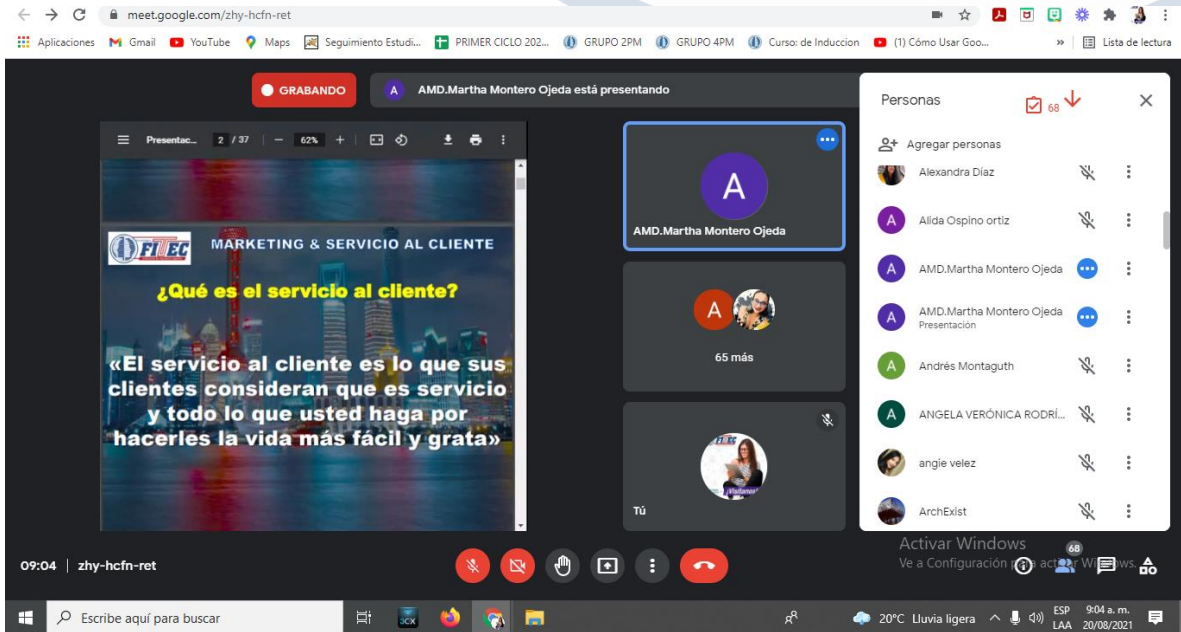 meet.google.com/zhy-hcfn-ret
Aplicaciones Gmail YouTube Maps Seguimiento Estudi... PRIMER CICLO 202... GRUPO 2PM GRUPO 4PM Curso: de Induccion (1) Cómo Usar Goo... » Lista de lectura
GRABANDO
A AMD.Martha Montero Ojeda está presentando
Presentac... 2 / 37 62%
FITEC
MARKETING & SERVICIO AL CLIENTE
¿Qué es el servicio al cliente?
«El servicio al cliente es lo que sus
clientes consideran que es servicio
y todo lo que usted haga por
hacerles la vida más fácil y grata»
A
AMD.Martha Montero Ojeda
A
65 más
FITEC
¡Visítanos!
Tú
Personas
68
Agregar personas
Alexandra Díaz
A Alida Ospino ortiz
A AMD.Martha Montero Ojeda
A AMD.Martha Montero Ojeda
Presentación
A Andrés Montaguth
A ANGELA VERÓNICA RODRÍ...
angie velez
ArchExist
Activar Windows
Ve a Configuración para activar Windows.
68
09:04 | zhy-hcfn-ret
Escribe aquí para buscar
20°C Lluvia ligera
ESP
LAA
9:04 a. m.
20/08/2021